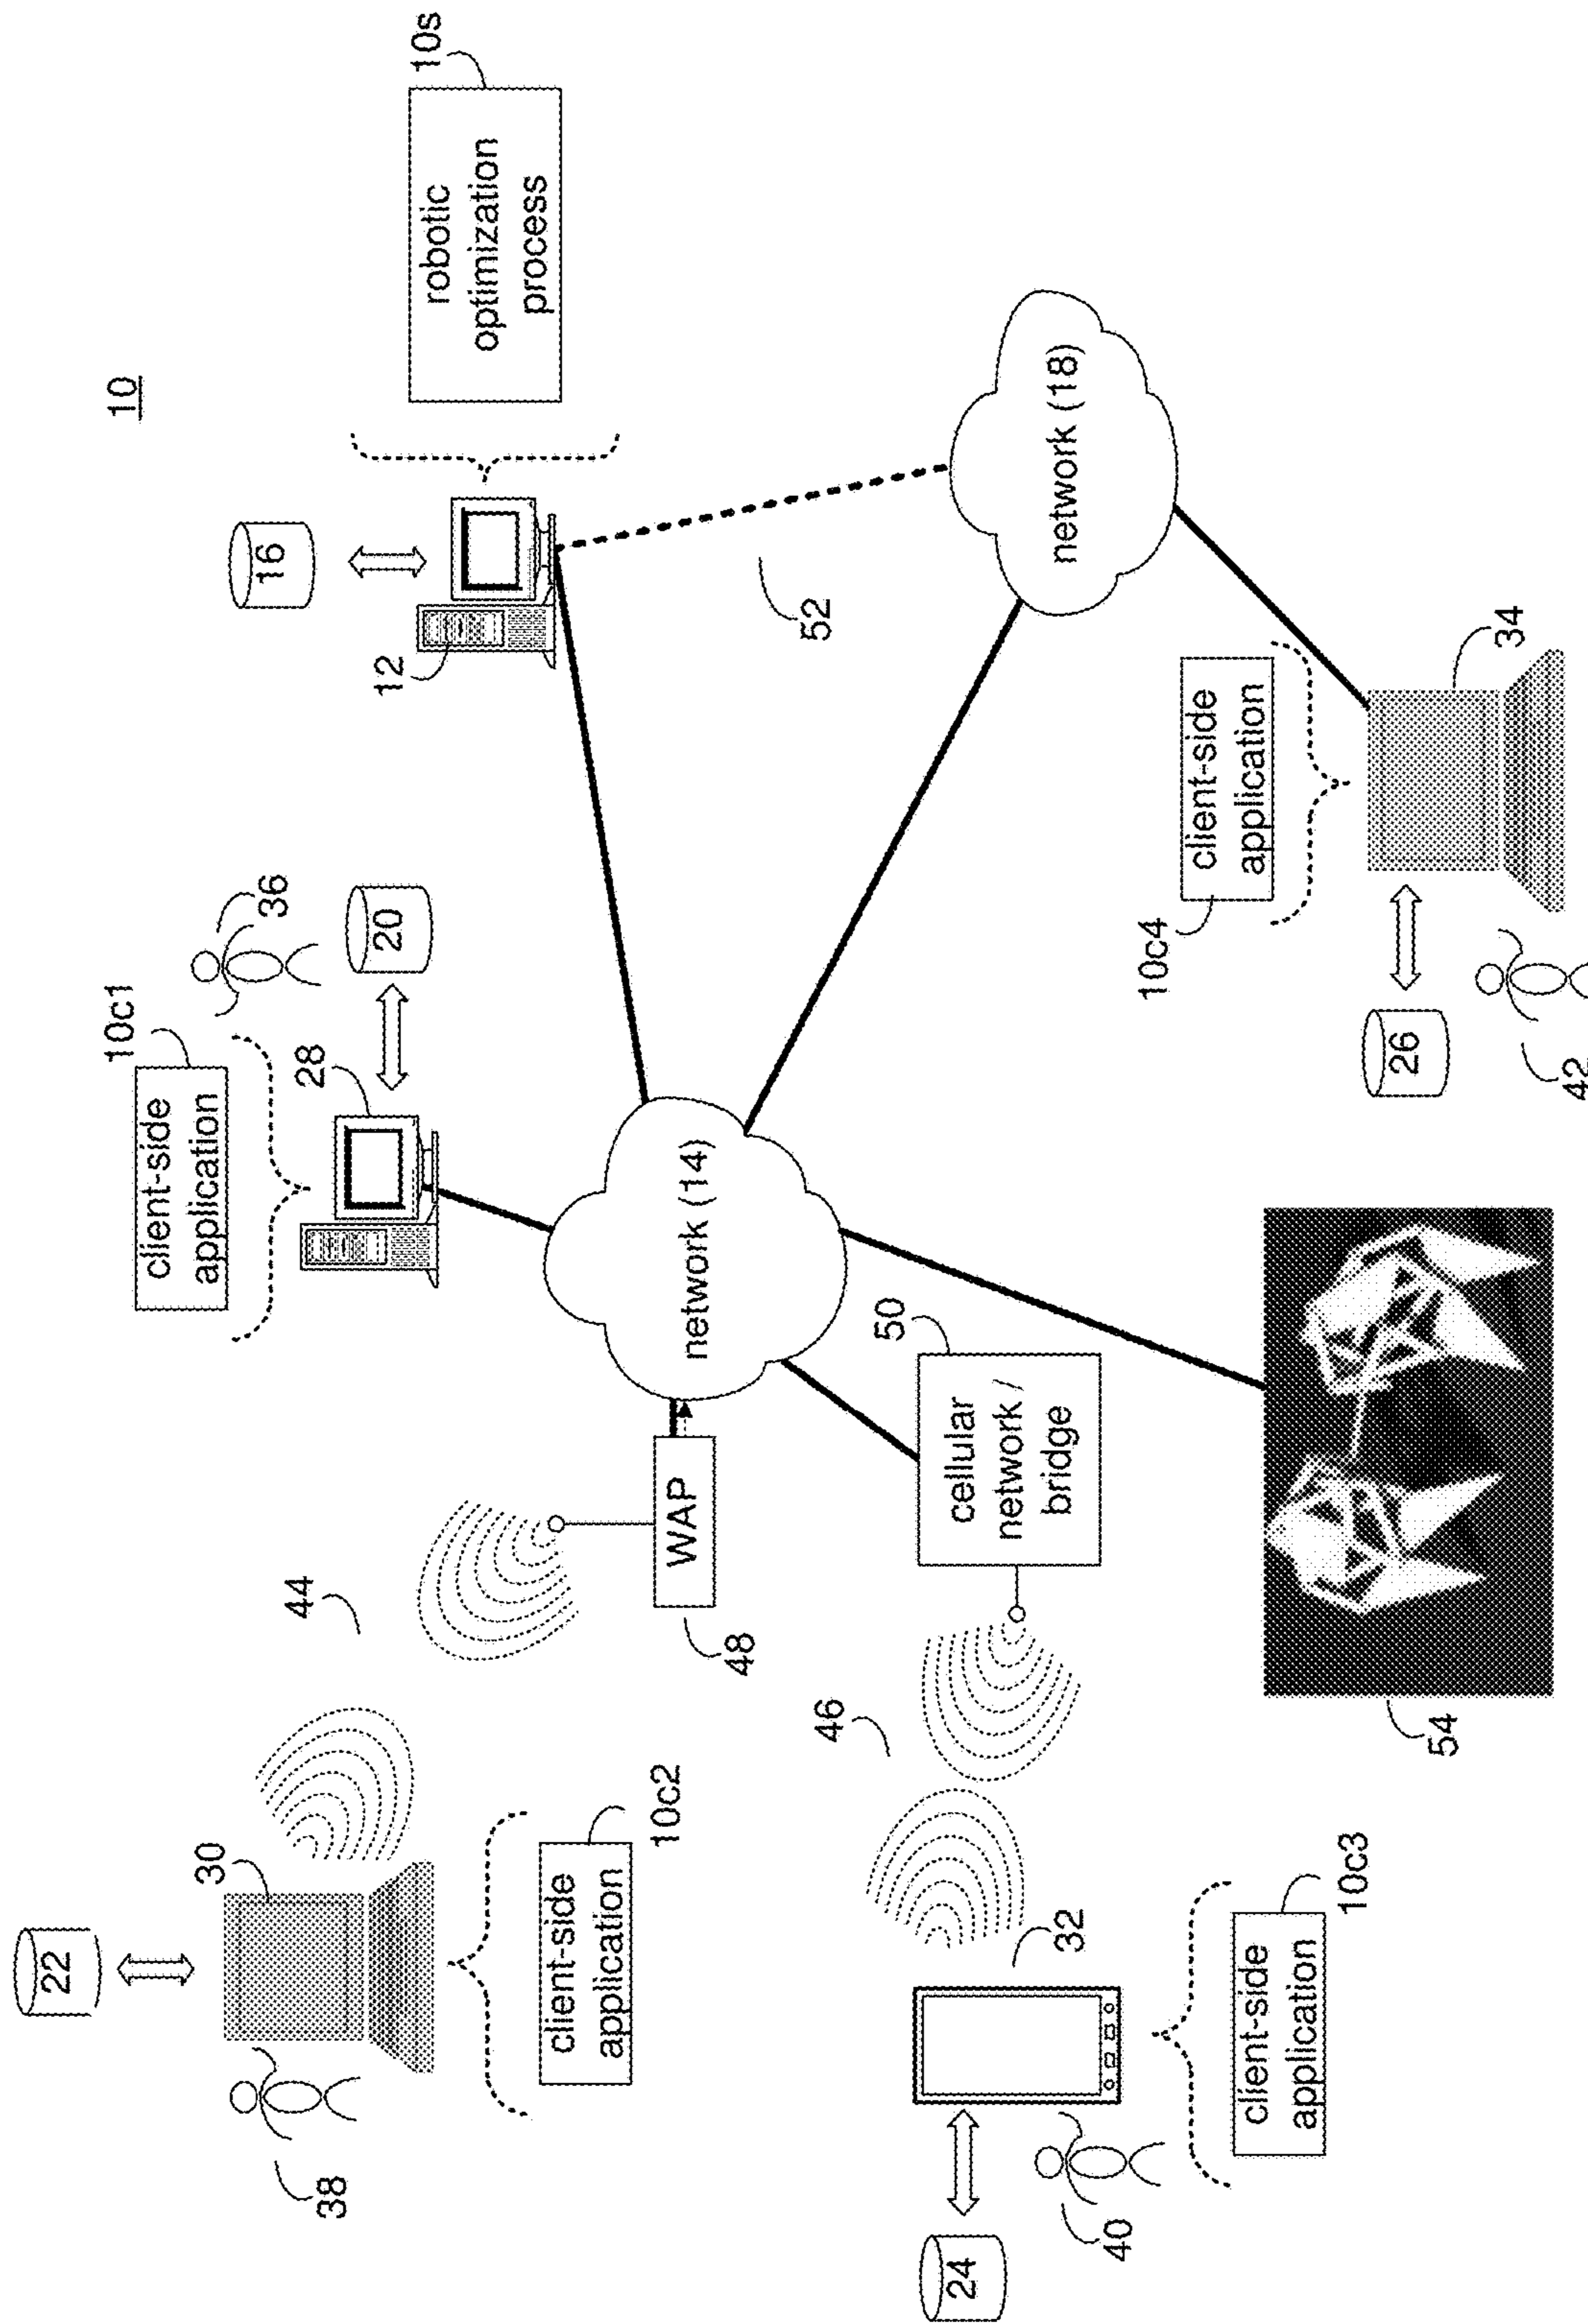 10
22
30
38
client-side
application
10c2
44
client-side
application
10c1
28
36
20
16
12
robotic
optimization
process
10s
WAP
48
network (14)
52
24
32
40
client-side
application
10c3
46
cellular
network /
bridge
50
54
network (18)
client-side
application
10c4
34
26
42